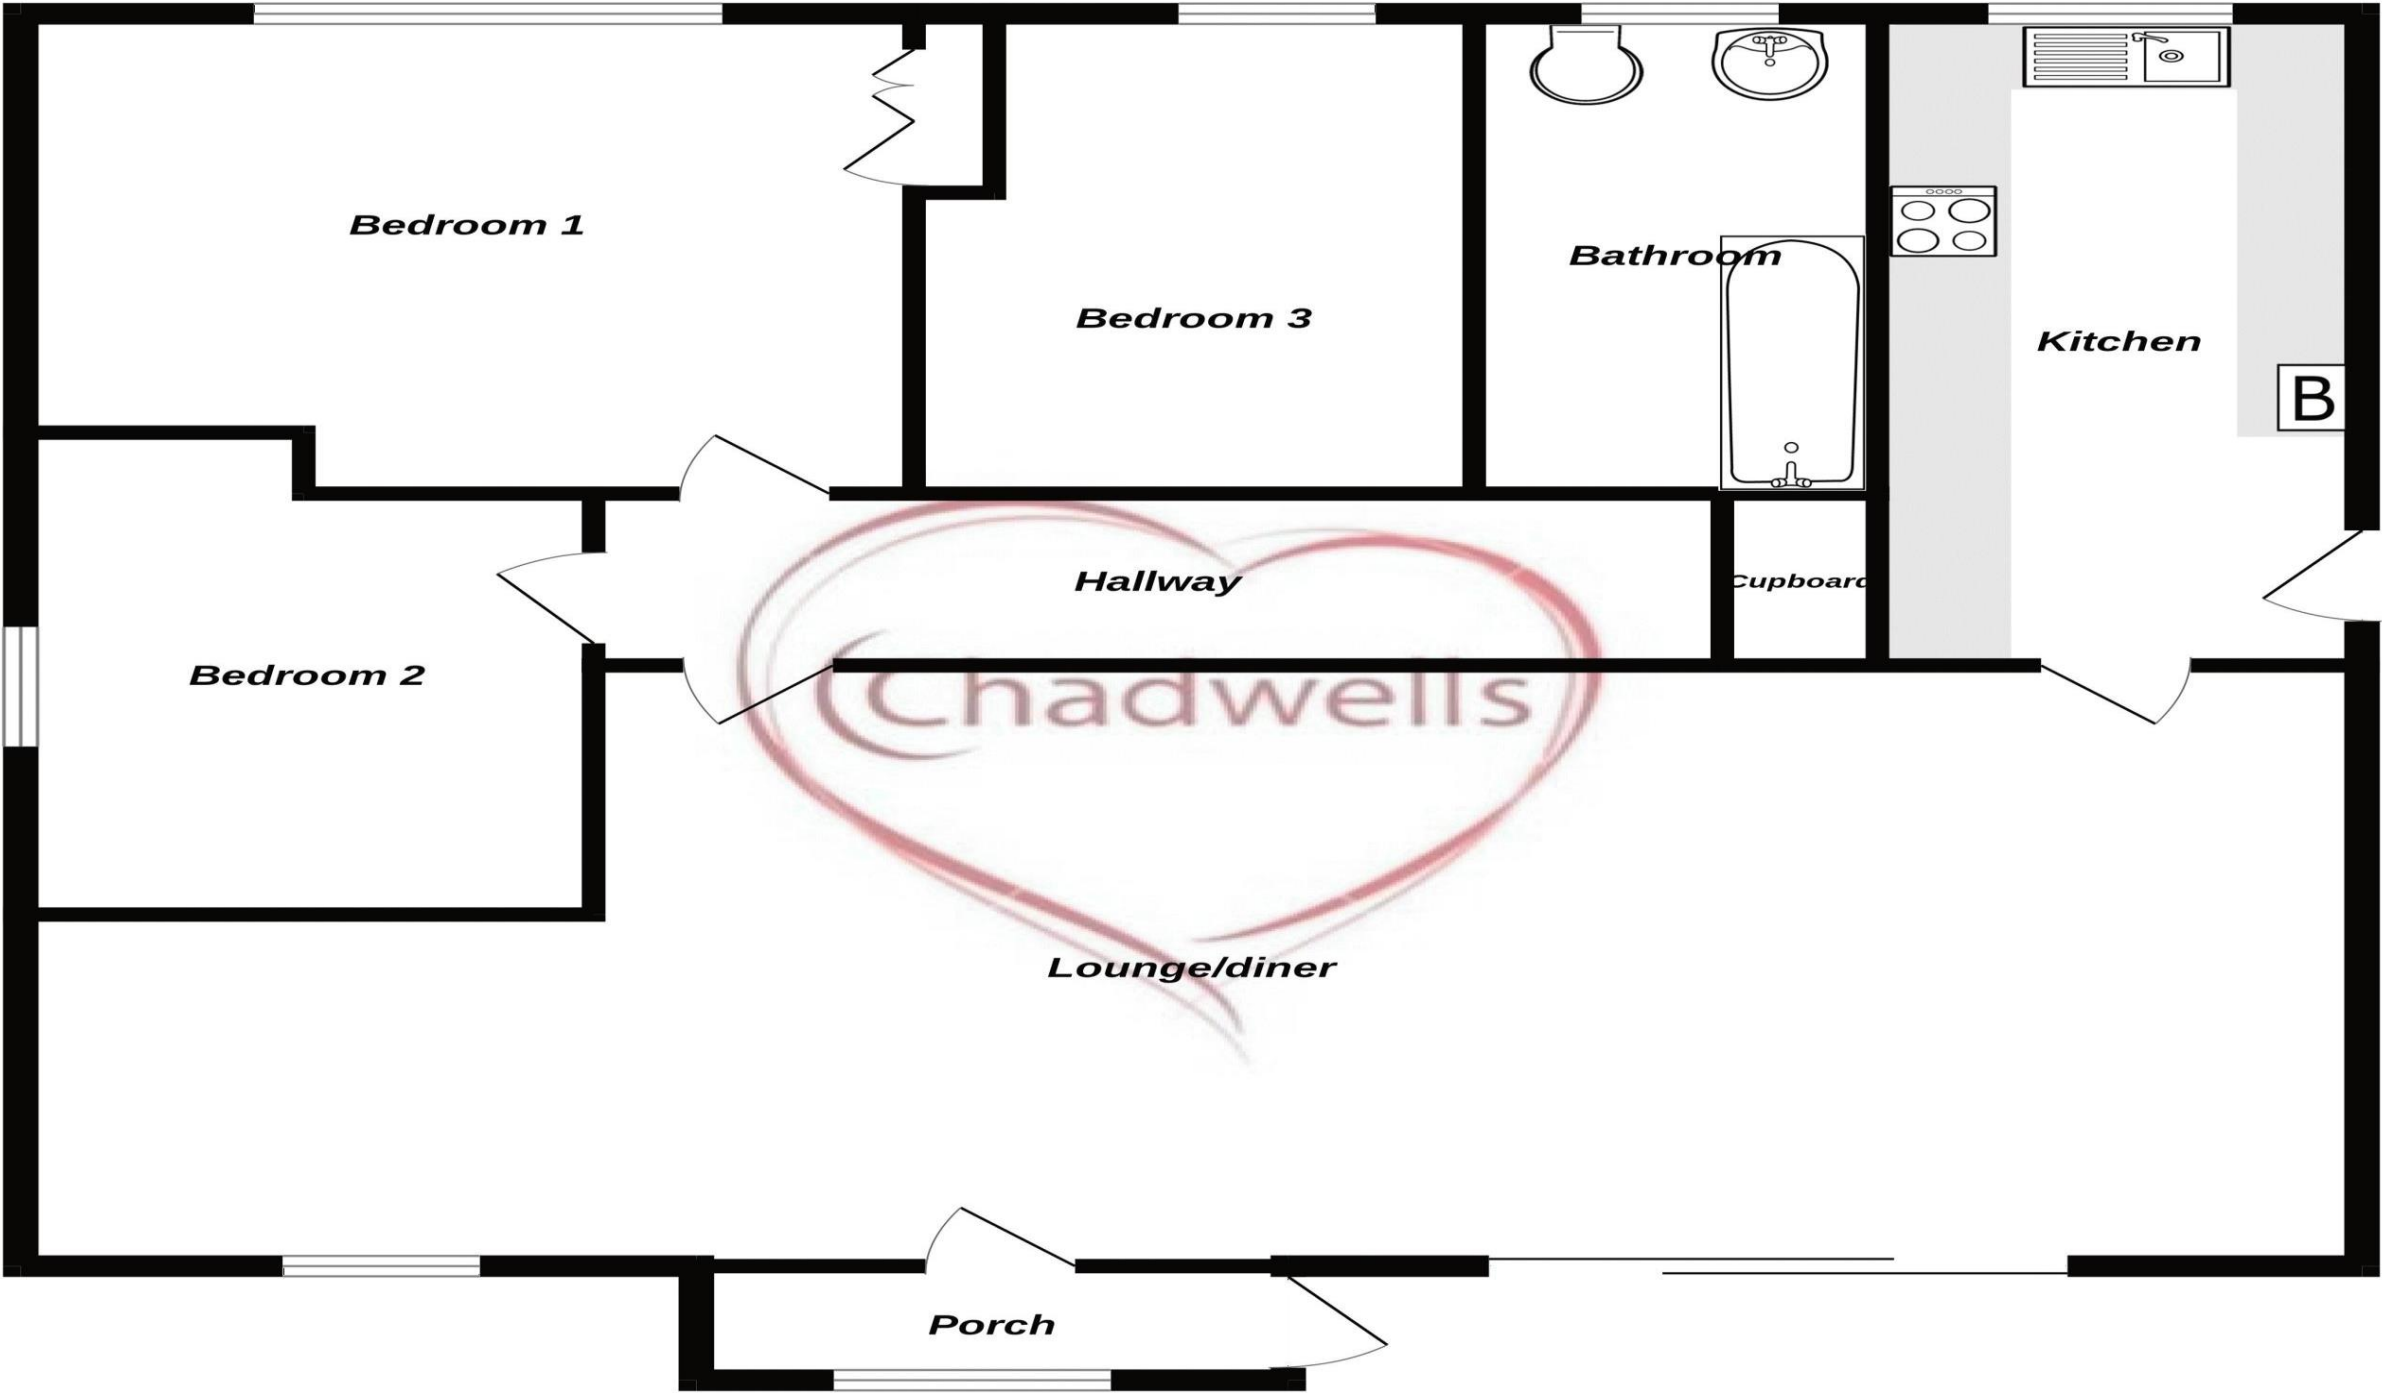 Bedroom 1
Bedroom 3
Bathroom
Kitchen
B
Hallway
Cupboard
Bedroom 2
Chadwells
Lounge/diner
Porch